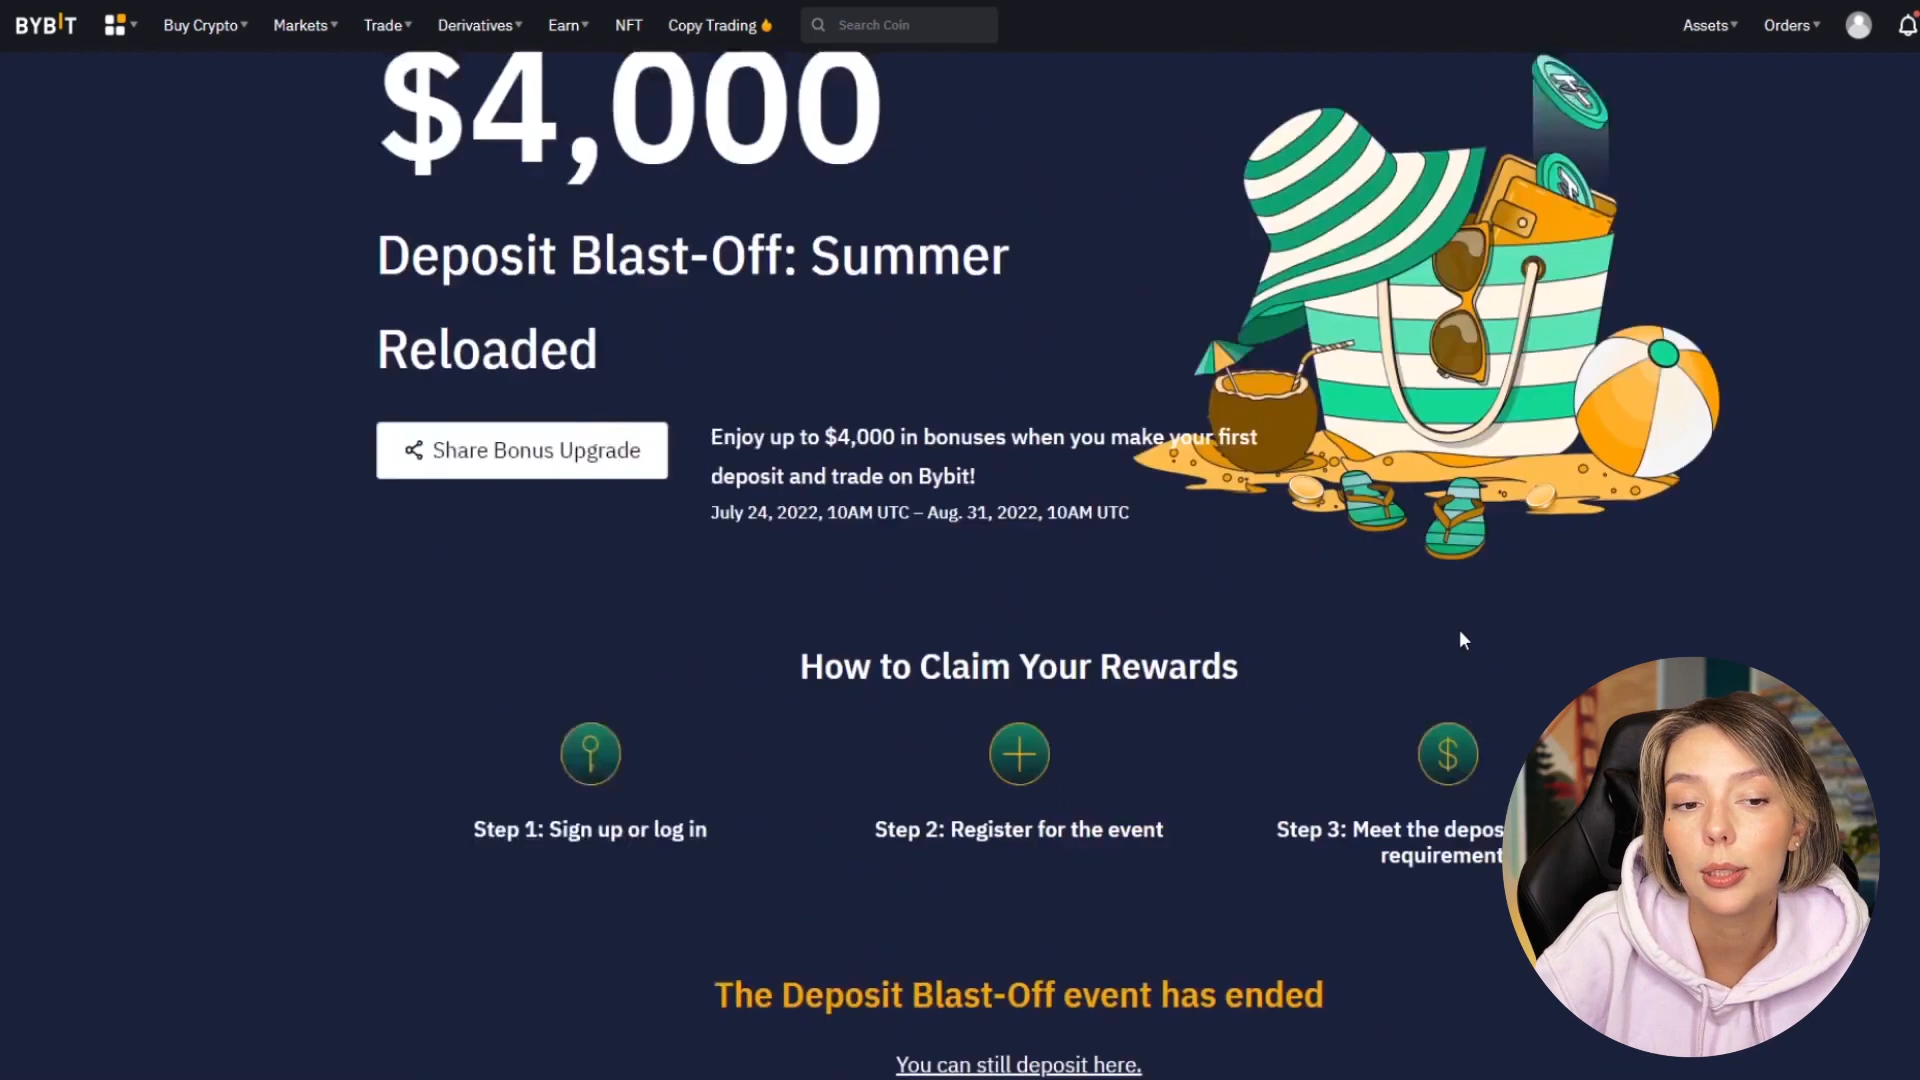 BYBIT
Buy Crypto
Markets
Trade
Derivatives
Earn
NFT
Copy Trading
Search Coin
Assets
Orders
$4,000
Deposit Blast-Off: Summer
Reloaded
Share Bonus Upgrade
Enjoy up to $4,000 in bonuses when you make your first
deposit and trade on Bybit!
July 24, 2022, 10AM UTC – Aug. 31, 2022, 10AM UTC
How to Claim Your Rewards
Step 1: Sign up or log in
Step 2: Register for the event
Step 3: Meet the depos
requirement
The Deposit Blast-Off event has ended
You can still deposit here.